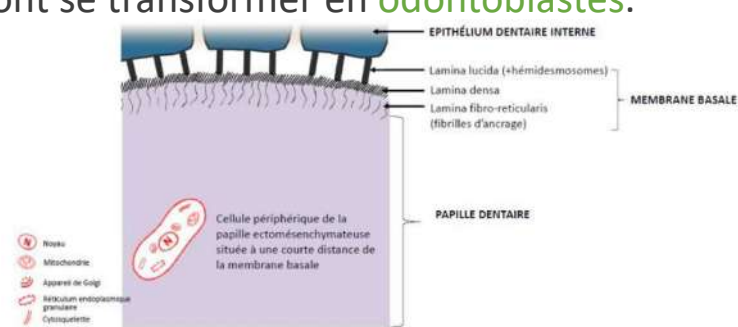 ont se transformer en odontoblastes.
EPITHÉLIUM DENTAIRE INTERNE
Lamina lucida (+hémidesmosomes)
Lamina densa
Lamina fibro-reticularis
(fibrilles d'ancrage)
MEMBRANE BASALE
Cellule périphérique de la
papille ectomésenchymateuse
située à une courte distance de
la membrane basale
PAPILLE DENTAIRE
N
N
Noyau
Mitochondrie
Appareil de Golgi
Réticulum endoplasmique
granulaire
Cytosquelette